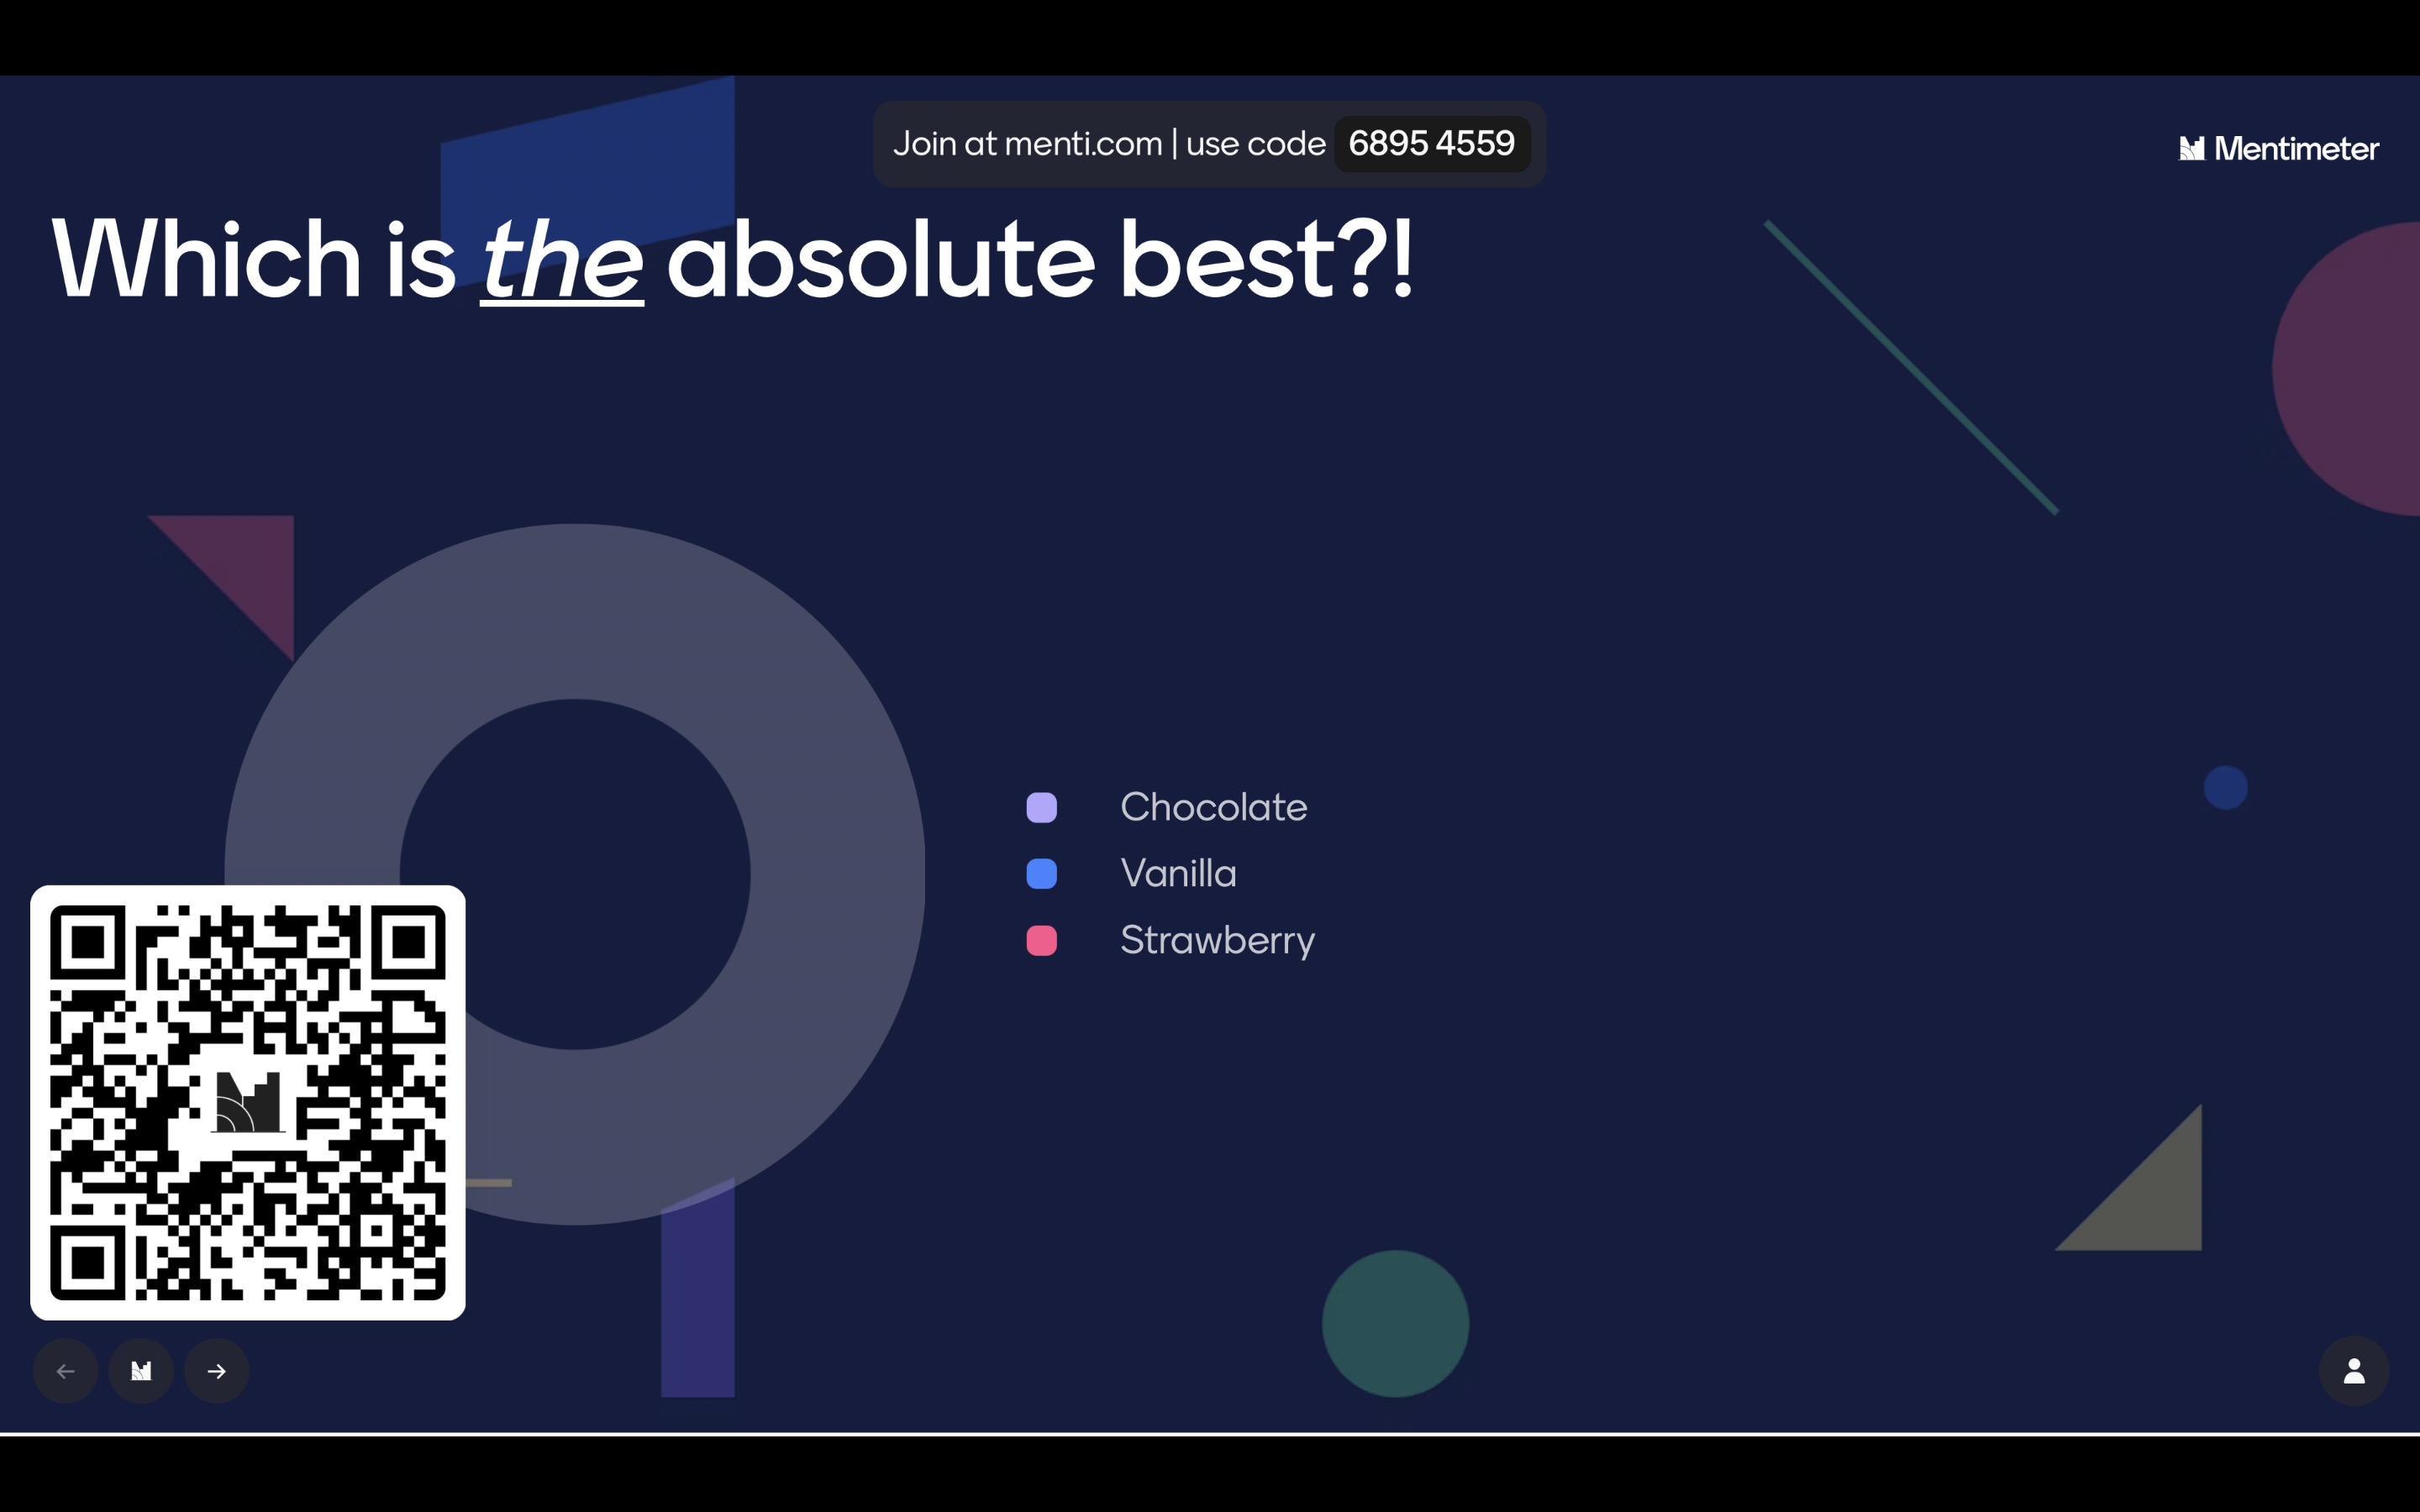 Join at menti.com | use code 6895 4559
Mentimeter
Which is the absolute best?!
Chocolate
Vanilla
Strawberry